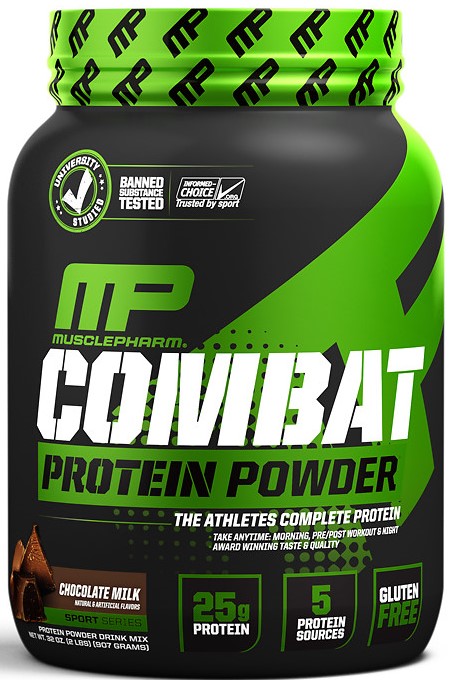 UNIVERSITY
STUDIED
BANNED
SUBSTANCE
TESTED
INFORMED-
CHOICE
.ORG
Trusted by sport
MP
MUSCLEPHARM.
COMBAT
PROTEIN POWDER
THE ATHLETES COMPLETE PROTEIN
TAKE ANYTIME: MORNING, PRE/POST WORKOUT & NIGHT
AWARD WINNING TASTE & QUALITY
CHOCOLATE MILK
NATURAL & ARTIFICIAL FLAVORS
SPORT SERIES
PROTEIN POWDER DRINK MIX
NET WT. 32 OZ. (2 LBS) (907 GRAMS)
25g
PROTEIN
5
PROTEIN
SOURCES
GLUTEN
FREE